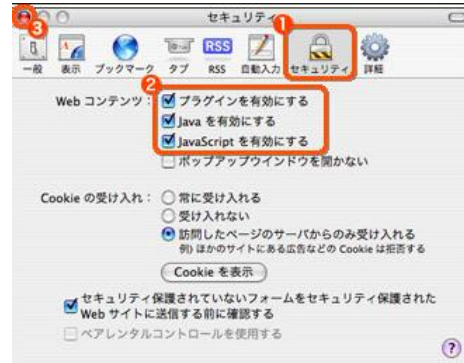 セキュリティ
1
3
一般 表示 ブックマーク タブ RSS 自動入力 セキュリティ 詳細
2
Web コンテンツ： プラグインを有効にする
Java を有効にする
JavaScript を有効にする
ポップアップウインドウを開かない
Cookie の受け入れ： 常に受け入れる
受け入れない
訪問したページのサーバからのみ受け入れる
例) ほかのサイトにある広告などの Cookie は拒否する
Cookie を表示
セキュリティ保護されていないフォームをセキュリティ保護された
Web サイトに送信する前に確認する
ペアレンタルコントロールを使用する
?